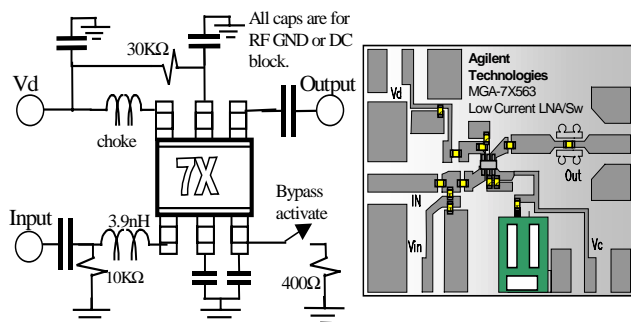 All caps are for
RF GND or DC
block.
30KΩ
Vd
Output
choke
7X
Bypass
activate
Input
3.9nH
10KΩ
400Ω
Agilent
Technologies
MGA-7X563
Low Current LNA/Sw
Vd
Out
IN
Vin
Vc